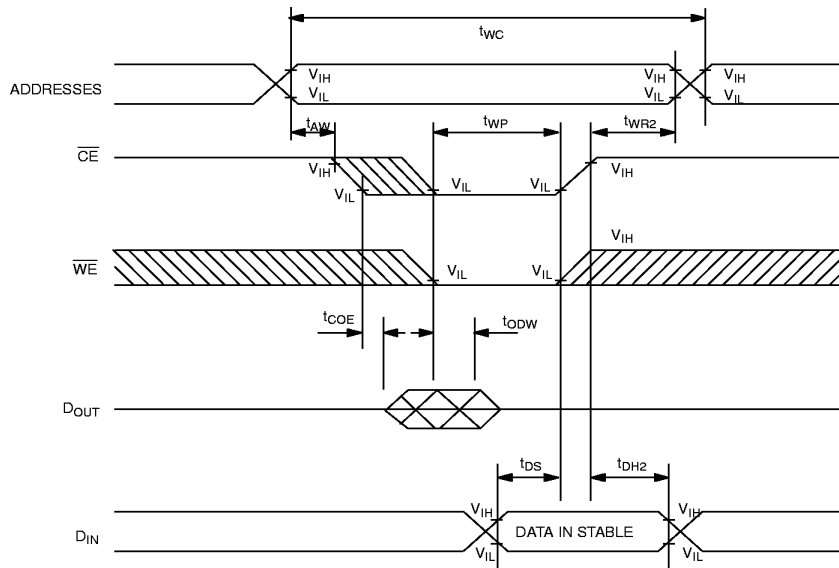 tWC
ADDRESSES VIH VIH VIH
VIL VIL VIL
tAW tWP tWR2
CE VIH VIH
VIL VIL VIL
VIH
WE VIL VIL
tCOE tODW
DOUT
tDS tDH2
VIH VIH
DIN DATA IN STABLE
VIL VIL